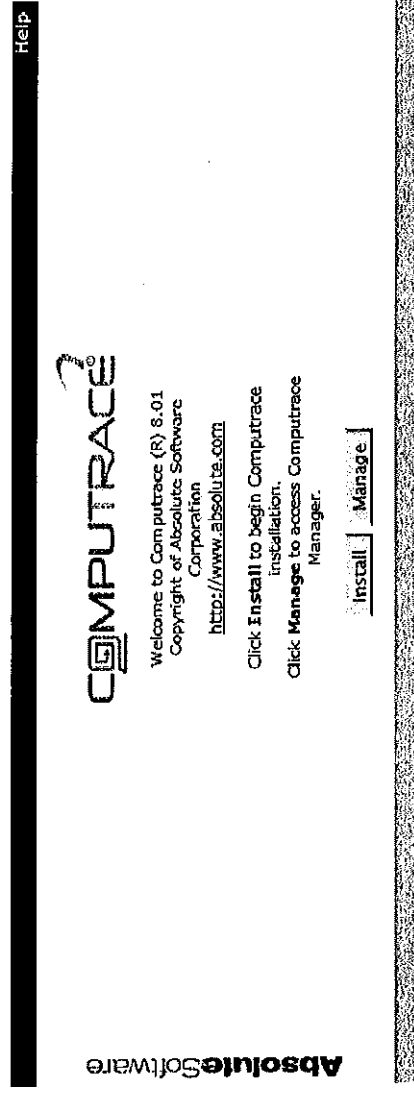 Help
COMPUTRACE®
Welcome to Computrace (R) 8.01
Copyright of Absolute Software
Corporation
http://www.absolute.com
Click Install to begin Computrace
installation.
Click Manage to access Computrace
Manager.
Install Manage
AbsoluteSoftware